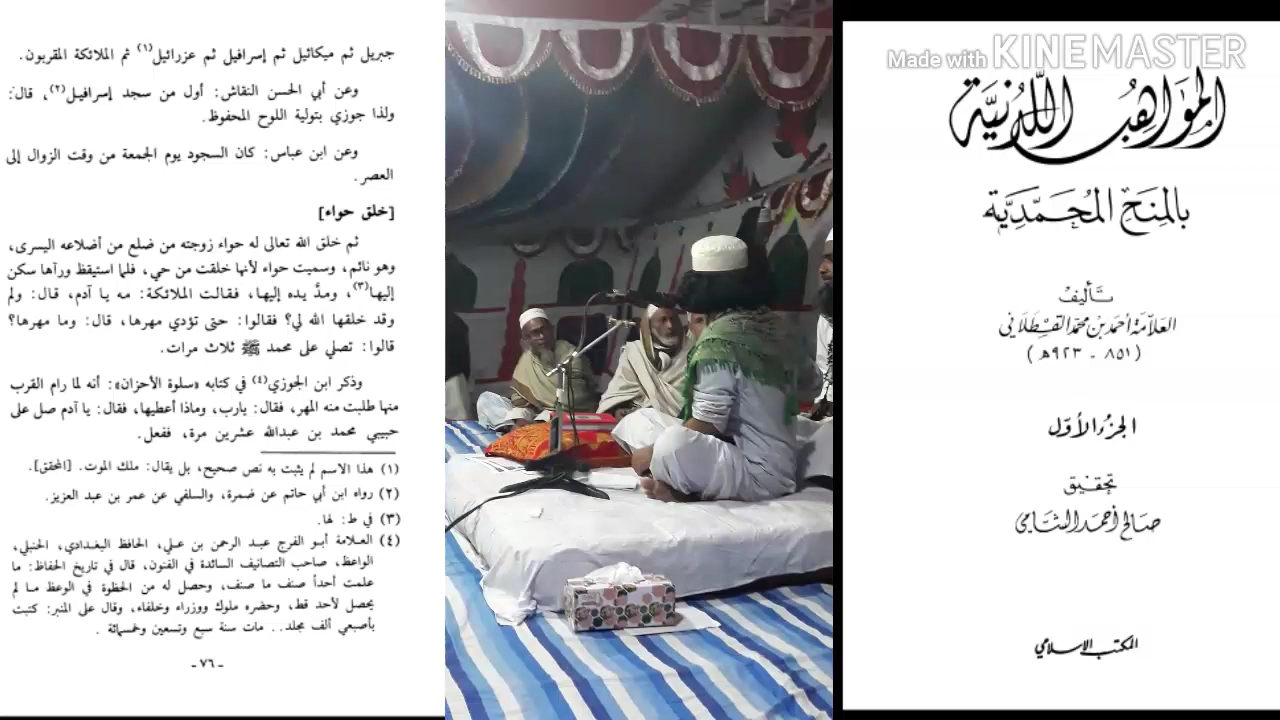 جبريل ثم ميكائيل ثم إسرافيل ثم عزرائيل(١) ثم الملائكة المقربون.
وعن أبي الحسن النقاش: أول من سجد إسرافيل(٢)، قال:
ولذا جوزي بتولية اللوح المحفوظ.
وعن ابن عباس: كان السجود يوم الجمعة من وقت الزوال إلى
العصر.
[خلق حواء]
ثم خلق الله تعالى له حواء زوجته من ضلع من أضلاعه اليسرى،
وهو نائم، وسميت حواء لأنها خلقت من حي، فلما استيقظ ورآها سكن
إليها(٣)، ومدَّ يده إليها، فقالت الملائكة: مه يا آدم، قال: ولم
وقد خلقها الله لي؟ فقالوا: حتى تؤدي مهرها، قال: وما مهرها؟
قالوا: تصلي على محمد ﷺ ثلاث مرات.
وذكر ابن الجوزي(٤) في كتابه «سلوة الأحزان»: أنه لما رام القرب
منها طلبت منه المهر، فقال: يارب، وماذا أعطيها، فقال: يا آدم صل على
حبيبي محمد بن عبدالله عشرين مرة، ففعل.
(١) هذا الاسم لم يثبت به نص صحيح، بل يقال: ملك الموت. [المحقق].
(٢) رواه ابن أبي حاتم عن ضمرة، والسلفي عن عمر بن عبد العزيز.
(٣) في ط: لها.
(٤) العلامة أبو الفرج عبد الرحمن بن علي، الحافظ البغدادي، الحنبلي،
الواعظ، صاحب التصانيف السائدة في الفنون، قال في تاريخ الحفاظ: ما
علمت أحداً صنف ما صنف، وحصل له من الحظوة في الوعظ ما لم
يحصل لأحد قط، وحضره ملوك ووزراء وخلفاء، وقال على المنبر: كتبت
بأصبعي ألف مجلد.. مات سنة سبع وتسعين وخمسمائة.
-٧٦-
Made with KINEMASTER
المَوَاهِبُ اللَّدُنِيَّة
بالمِنَحِ المُحَمَّدِيَّة
تأليف
العلّامة أحمد بن محمد القسطلاني
(٨٥١ - ٩٢٣هـ)
الجزء الأوّل
تحقيق
صالح أحمد الشامي
المكتب الإسلامي